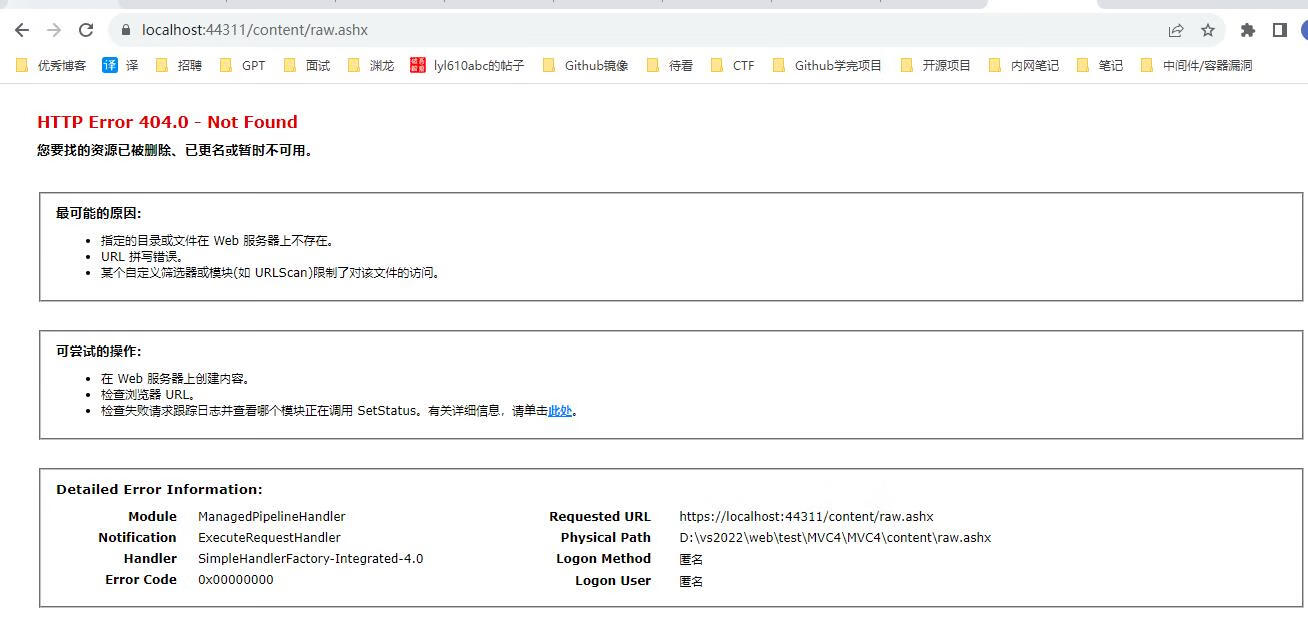 localhost:44311/content/raw.ashx
优秀博客 译 译 招聘 GPT 面试 渊龙 破吾解愛 lyl610abc的帖子 Github镜像 待看 CTF Github学完项目 开源项目 内网笔记 笔记 中间件/容器漏洞
HTTP Error 404.0 - Not Found
您要找的资源已被删除、已更名或暂时不可用。
最可能的原因:
• 指定的目录或文件在 Web 服务器上不存在。
• URL 拼写错误。
• 某个自定义筛选器或模块(如 URLScan)限制了对该文件的访问。
可尝试的操作:
• 在 Web 服务器上创建内容。
• 检查浏览器 URL。
• 检查失败请求跟踪日志并查看哪个模块正在调用 SetStatus。有关详细信息，请单击此处。
Detailed Error Information:
Module ManagedPipelineHandler
Notification ExecuteRequestHandler
Handler SimpleHandlerFactory-Integrated-4.0
Error Code 0x00000000
Requested URL https://localhost:44311/content/raw.ashx
Physical Path D:\vs2022\web\test\MVC4\MVC4\content\raw.ashx
Logon Method 匿名
Logon User 匿名